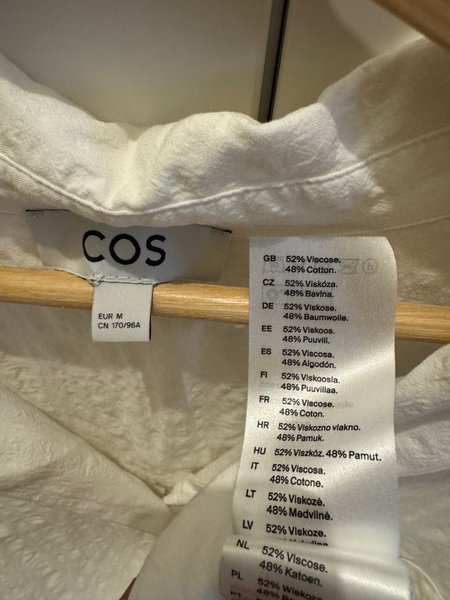 COS
EUR M
CN 170/96A
GB 52% Viscose.
48% Cotton.
CZ 52% Viskóza.
48% Bavlna.
DE 52% Viskose.
48% Baumwolle.
EE 52% Viskoos.
48% Puuvill.
ES 52% Viscosa.
48% Algodón.
FI 52% Viskoosia.
48% Puuvillaa.
FR 52% Viscose.
48% Coton.
HR 52% Viskozno vlakno.
48% Pamuk.
HU 52% Viszkóz. 48% Pamut.
IT 52% Viscosa.
48% Cotone.
LT 52% Viskozė.
48% Medvilnė.
LV 52% Viskoze.
NL 52% Viscose.
48% Katoen.
PL 52% Wiskoza.
PT